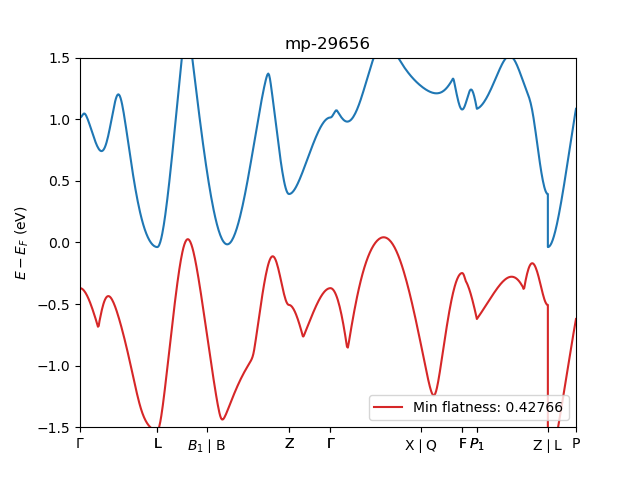 mp-29656
E − E_F (eV)
1.5
1.0
0.5
0.0
−0.5
−1.0
−1.5
Min flatness: 0.42766
Γ L B₁ | B Z Γ X | Q F P₁ Z | L P